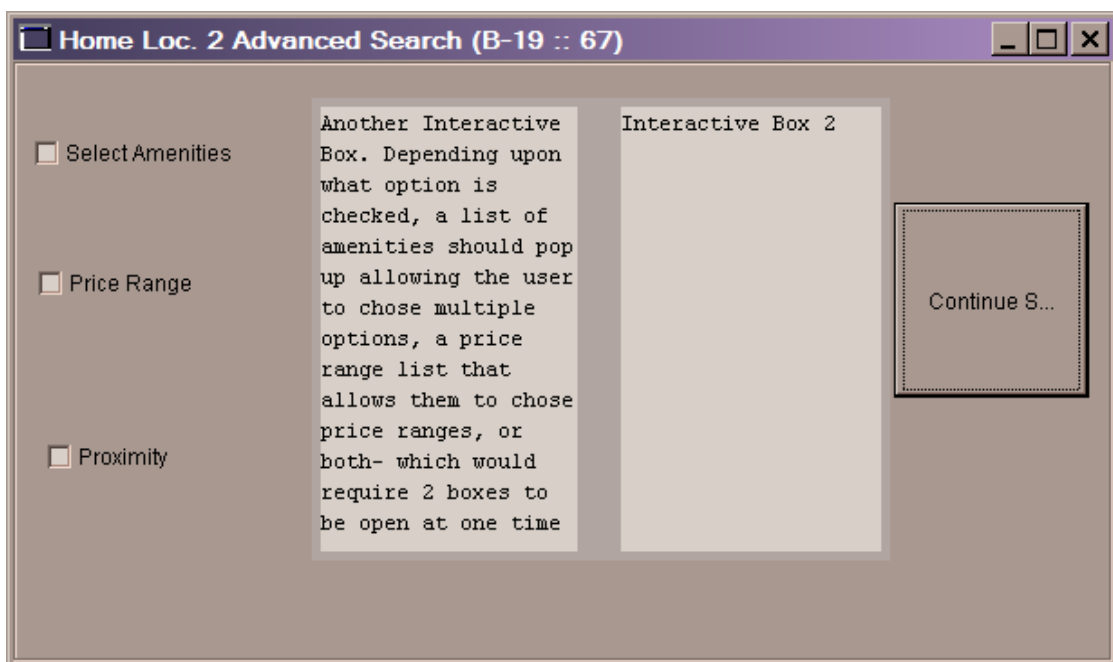 Home Loc. 2 Advanced Search (B-19 :: 67)
Select Amenities
Price Range
Proximity
Another Interactive
Box. Depending upon
what option is
checked, a list of
amenities should pop
up allowing the user
to chose multiple
options, a price
range list that
allows them to chose
price ranges, or
both- which would
require 2 boxes to
be open at one time
Interactive Box 2
Continue S...